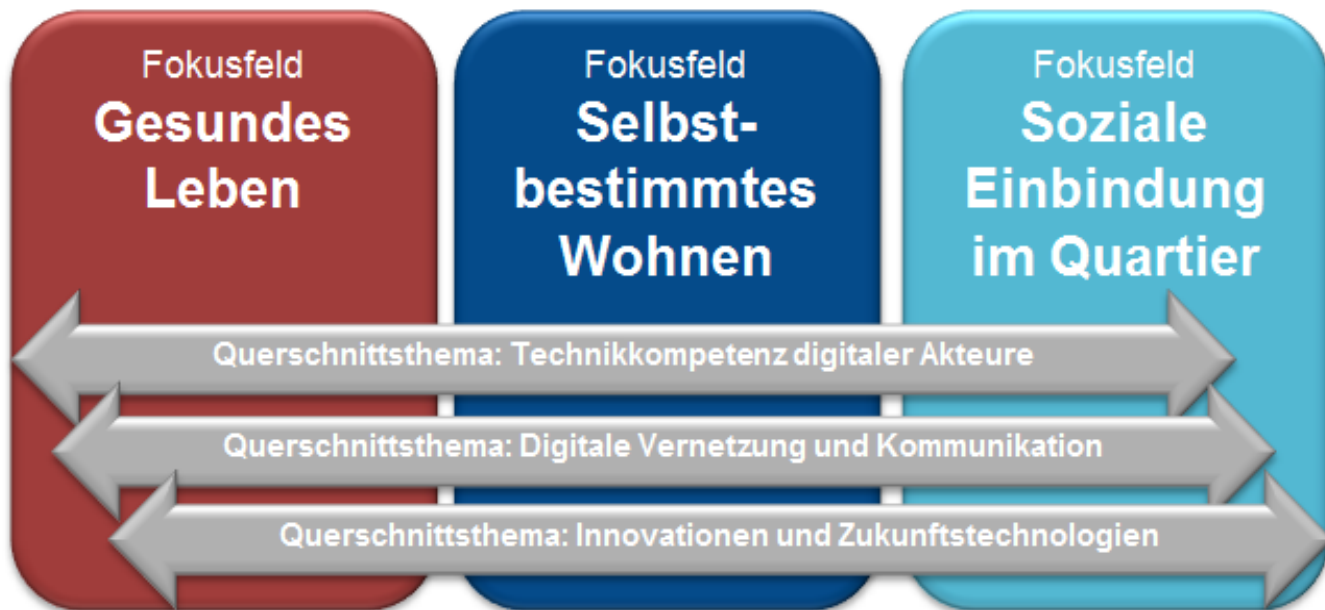 Fokusfeld
Gesundes
Leben
Fokusfeld
Selbst-
bestimmtes
Wohnen
Fokusfeld
Soziale
Einbindung
im Quartier
Querschnittsthema: Technikkompetenz digitaler Akteure
Querschnittsthema: Digitale Vernetzung und Kommunikation
Querschnittsthema: Innovationen und Zukunftstechnologien